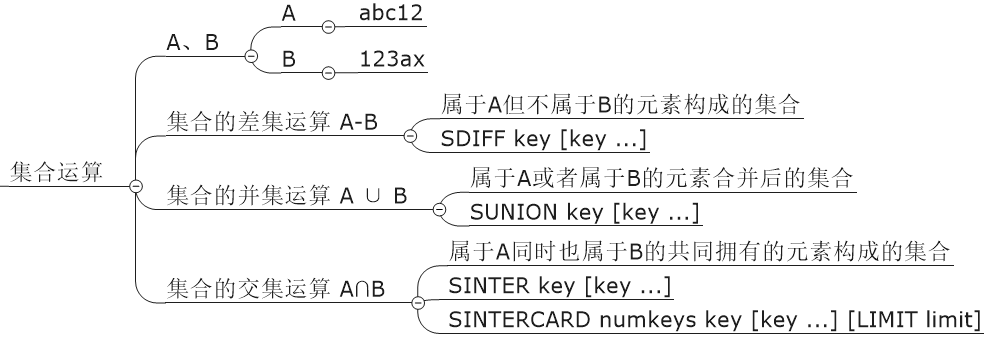 集合运算
A、B
A
abc12
B
123ax
集合的差集运算 A-B
属于A但不属于B的元素构成的集合
SDIFF key [key ...]
集合的并集运算 A ∪ B
属于A或者属于B的元素合并后的集合
SUNION key [key ...]
集合的交集运算 A∩B
属于A同时也属于B的共同拥有的元素构成的集合
SINTER key [key ...]
SINTERCARD numkeys key [key ...] [LIMIT limit]